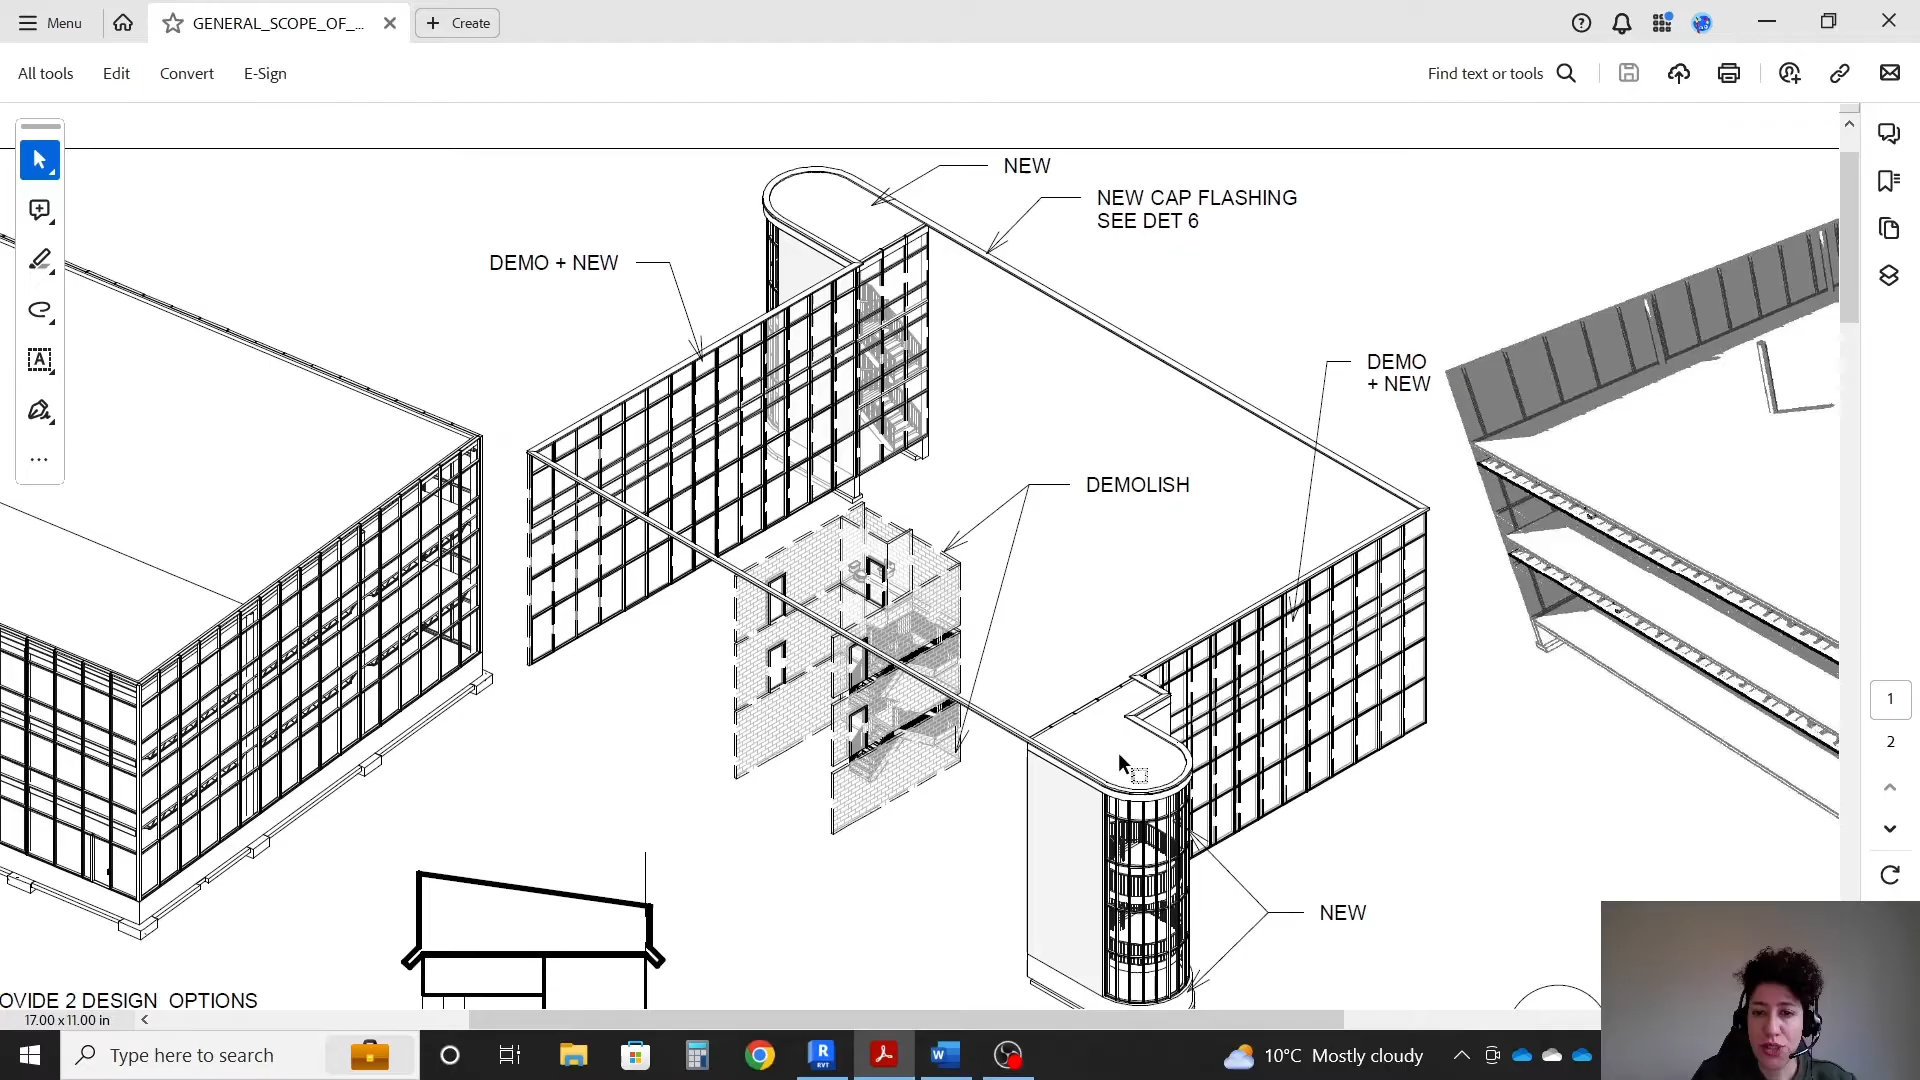 Menu
GENERAL_SCOPE_OF_...
Create
All tools
Edit
Convert
E-Sign
Find text or tools
NEW
NEW CAP FLASHING
SEE DET 6
DEMO + NEW
DEMO
+ NEW
DEMOLISH
NEW
OVIDE 2 DESIGN OPTIONS
17.00 x 11.00 in
1
2
Type here to search
10°C Mostly cloudy